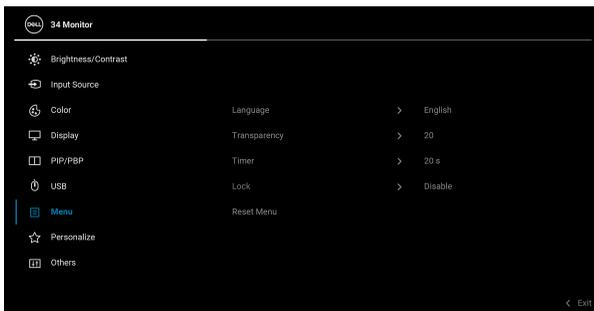 DELL 34 Monitor
Brightness/Contrast
Input Source
Color Language > English
Display Transparency > 20
PIP/PBP Timer > 20 s
USB Lock > Disable
Menu Reset Menu
Personalize
Others
< Exit